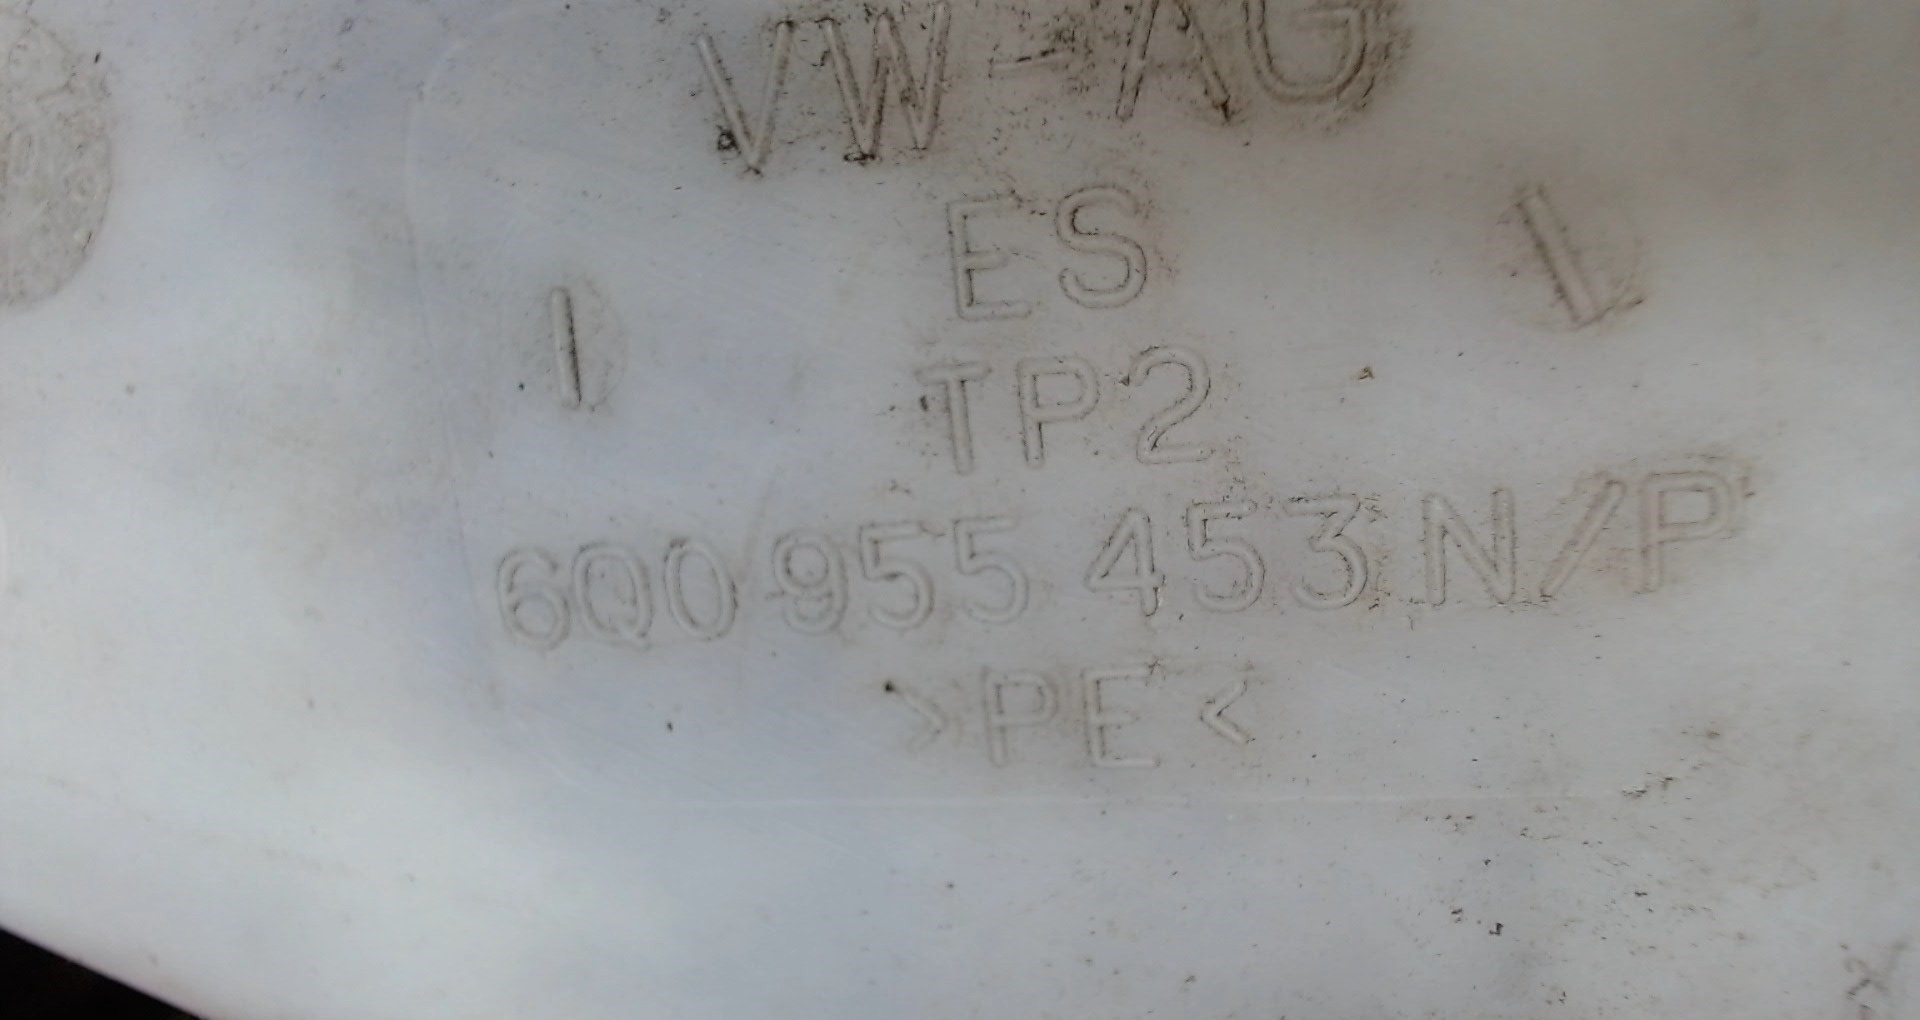 VW-AG
ES
TP2
6Q0 955 453 N/P
>PE<